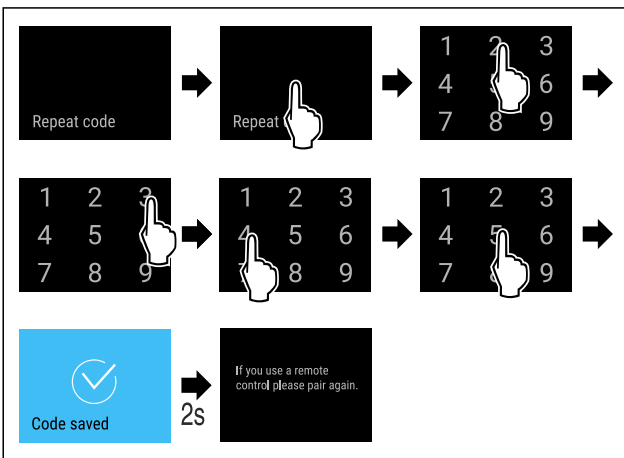 Repeat code
Repeat
1 2 3
4 6
7 8 9
1 2 3
4 5
7 8 9
1 2 3
4 5 6
8 9
1 2 3
4 5 6
7 9
Code saved
2s
If you use a remote
control please pair again.